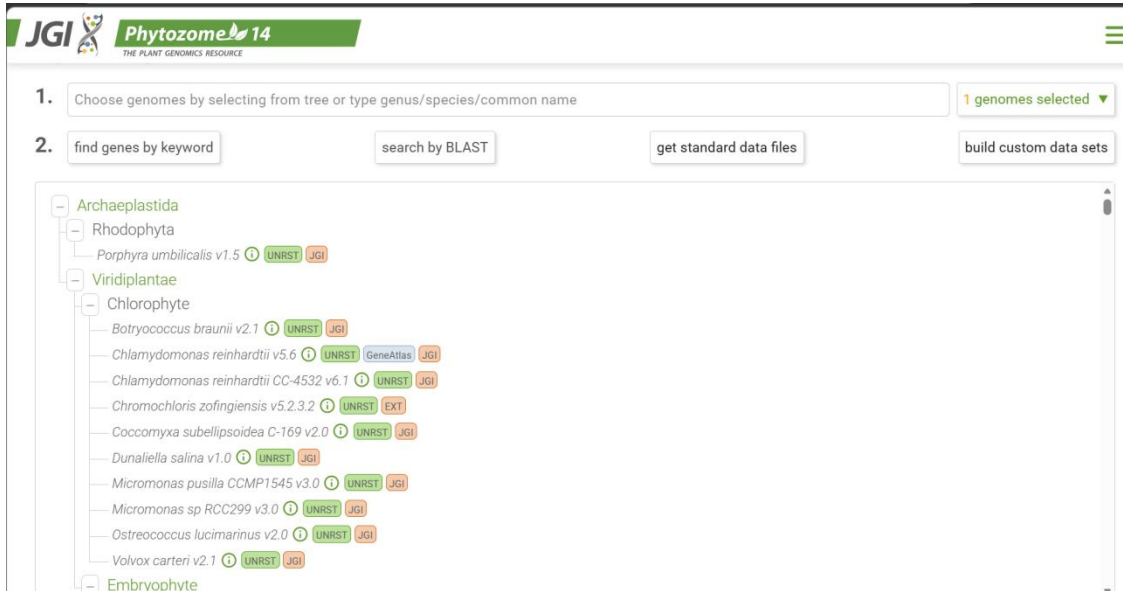 JGI Phytozome 14
THE PLANT GENOMICS RESOURCE
1. Choose genomes by selecting from tree or type genus/species/common name 1 genomes selected ▼
2. find genes by keyword search by BLAST get standard data files build custom data sets
Archaeplastida
Rhodophyta
Porphyra umbilicalis v1.5 UNRST JGI
Viridiplantae
Chlorophyte
Botryococcus braunii v2.1 UNRST JGI
Chlamydomonas reinhardtii v5.6 UNRST GeneAtlas JGI
Chlamydomonas reinhardtii CC-4532 v6.1 UNRST JGI
Chromochloris zofingiensis v5.2.3.2 UNRST EXT
Coccomyxa subellipsoidea C-169 v2.0 UNRST JGI
Dunaliella salina v1.0 UNRST JGI
Micromonas pusilla CCMP1545 v3.0 UNRST JGI
Micromonas sp RCC299 v3.0 UNRST JGI
Ostreococcus lucimarinus v2.0 UNRST JGI
Volvox carteri v2.1 UNRST JGI
Embryophyte